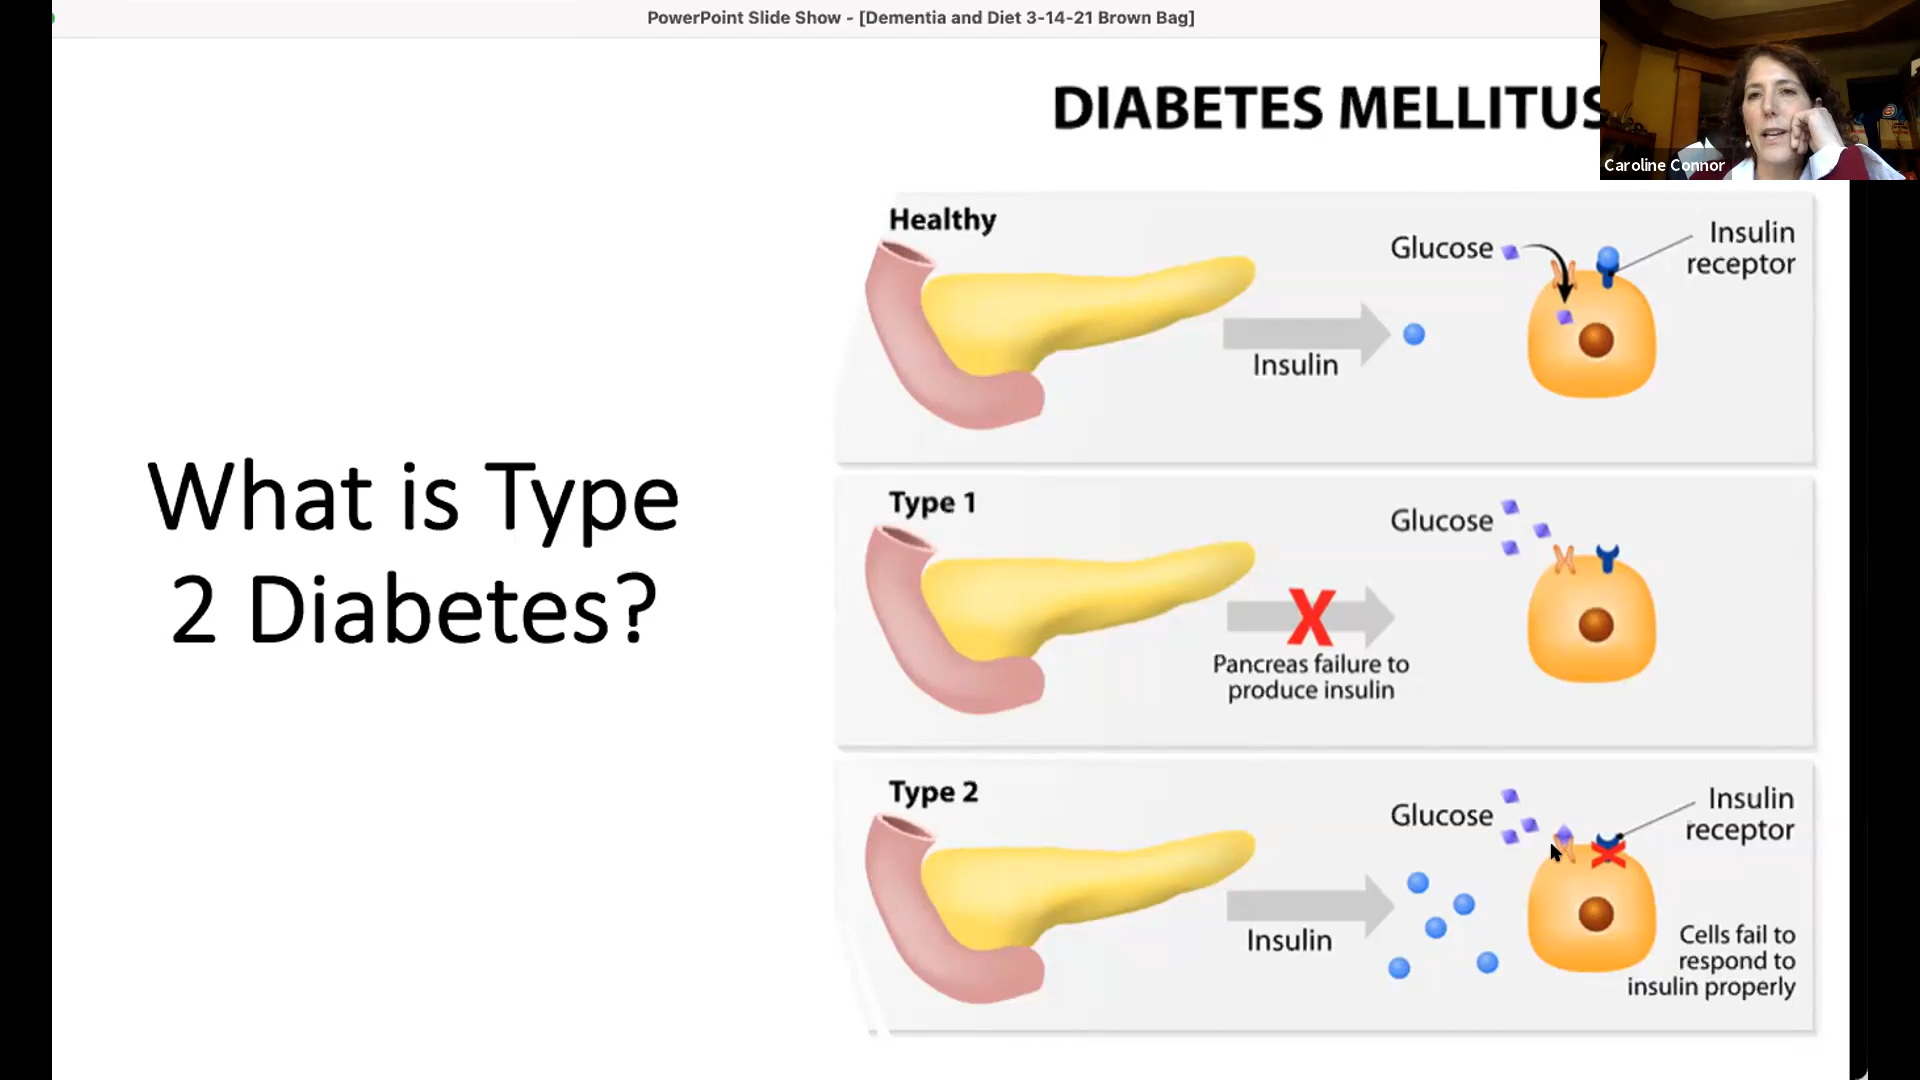 PowerPoint Slide Show - [Dementia and Diet 3-14-21 Brown Bag]
DIABETES MELLITUS
Caroline Connor
What is Type
2 Diabetes?
Healthy
Glucose
Insulin
receptor
Insulin
Type 1
Glucose
Pancreas failure to
produce insulin
Type 2
Glucose
Insulin
receptor
Insulin
Cells fail to
respond to
insulin properly